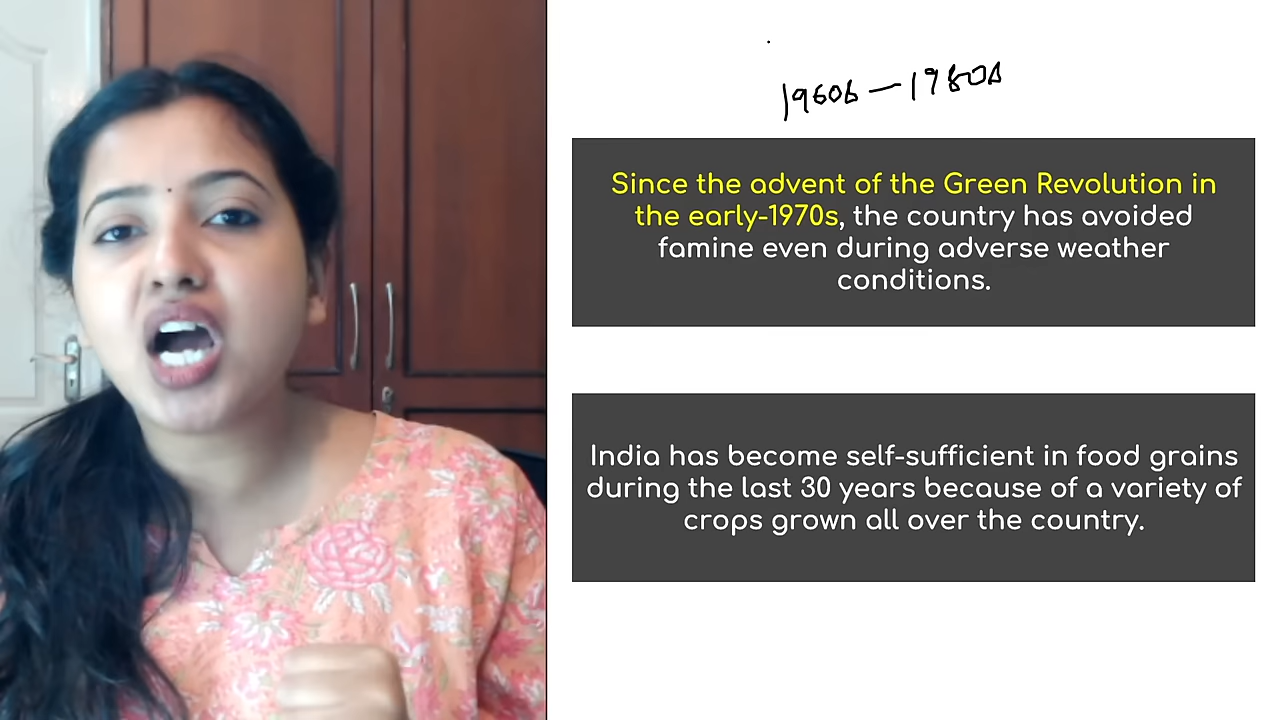 1960s — 1980s
Since the advent of the Green Revolution in
the early-1970s, the country has avoided
famine even during adverse weather
conditions.
India has become self-sufficient in food grains
during the last 30 years because of a variety of
crops grown all over the country.